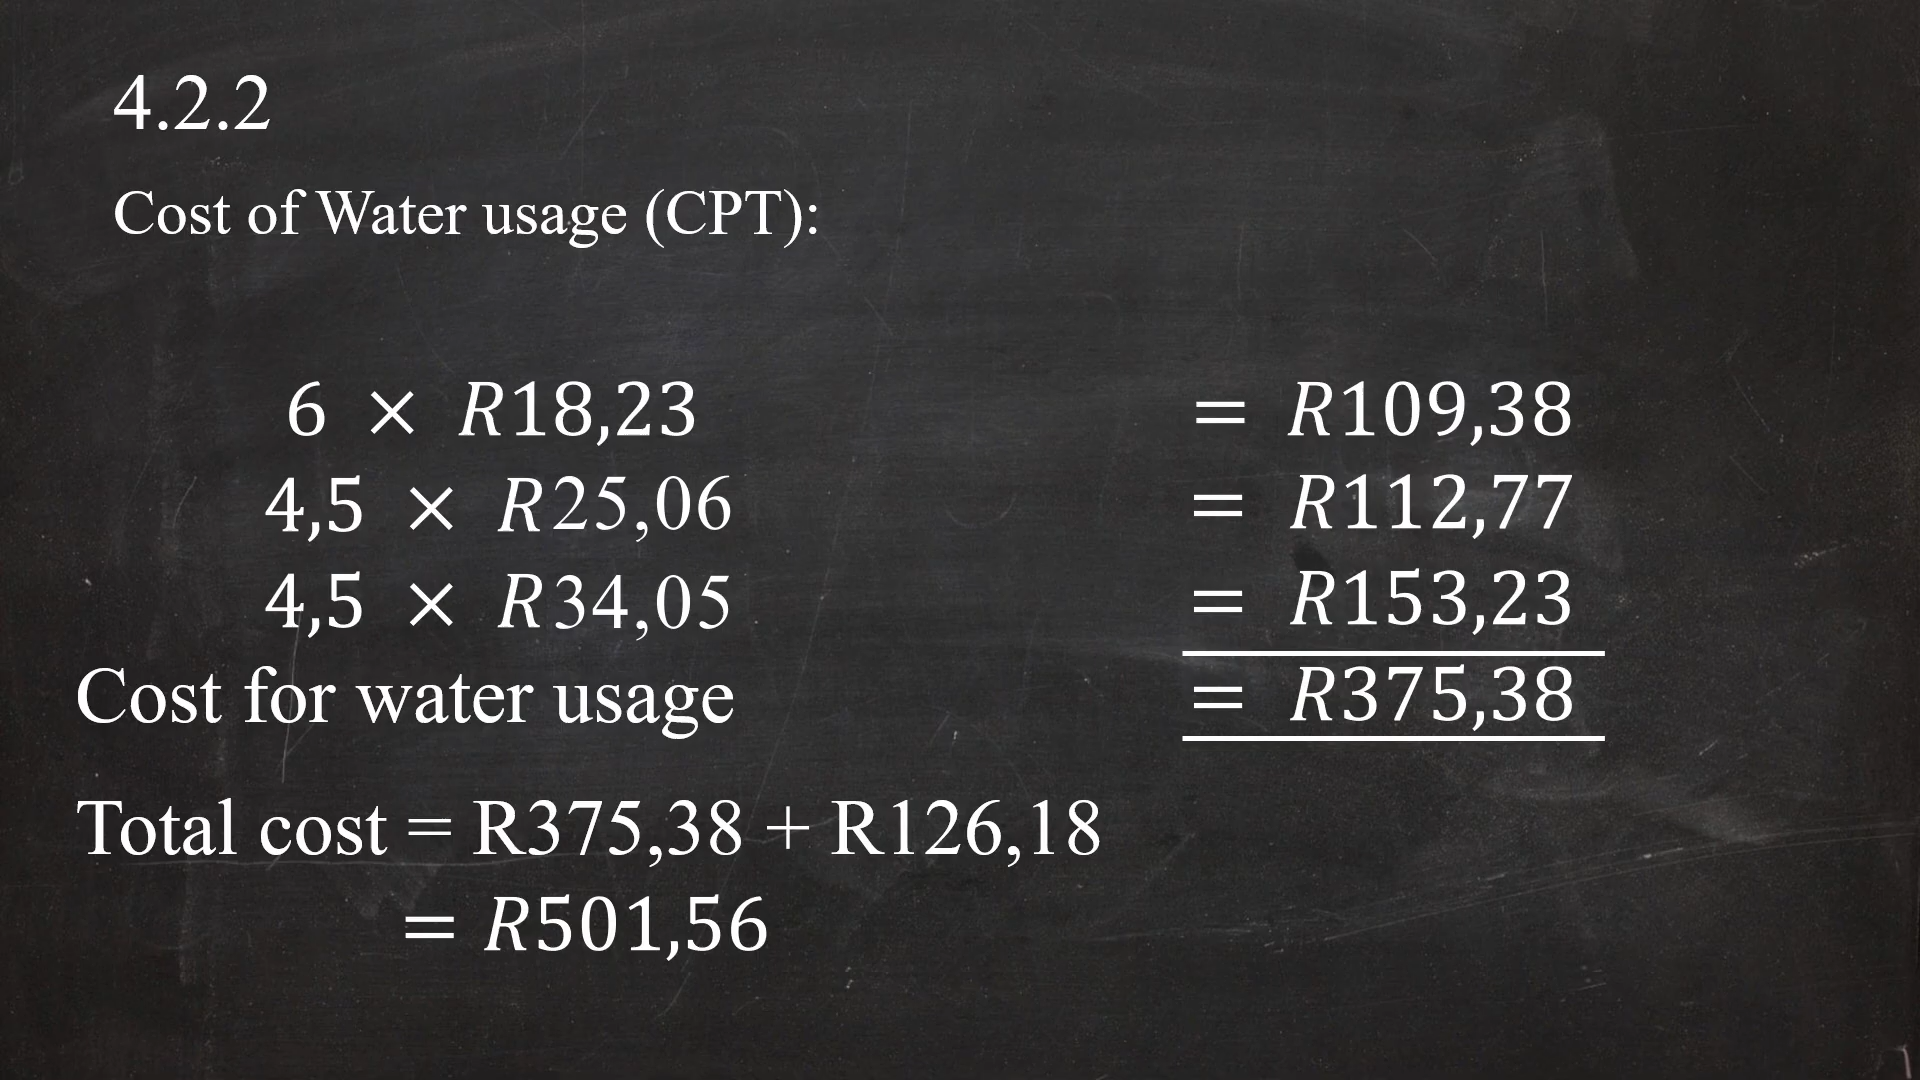 4.2.2
Cost of Water usage (CPT):
6 × R18,23 = R109,38
4,5 × R25,06 = R112,77
4,5 × R34,05 = R153,23
Cost for water usage = R375,38
Total cost = R375,38 + R126,18
= R501,56